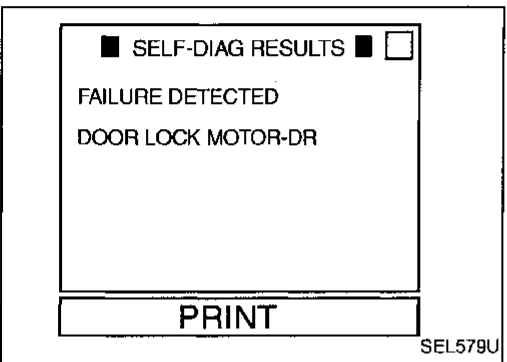 SELF-DIAG RESULTS
FAILURE DETECTED
DOOR LOCK MOTOR-DR
PRINT
SEL579U